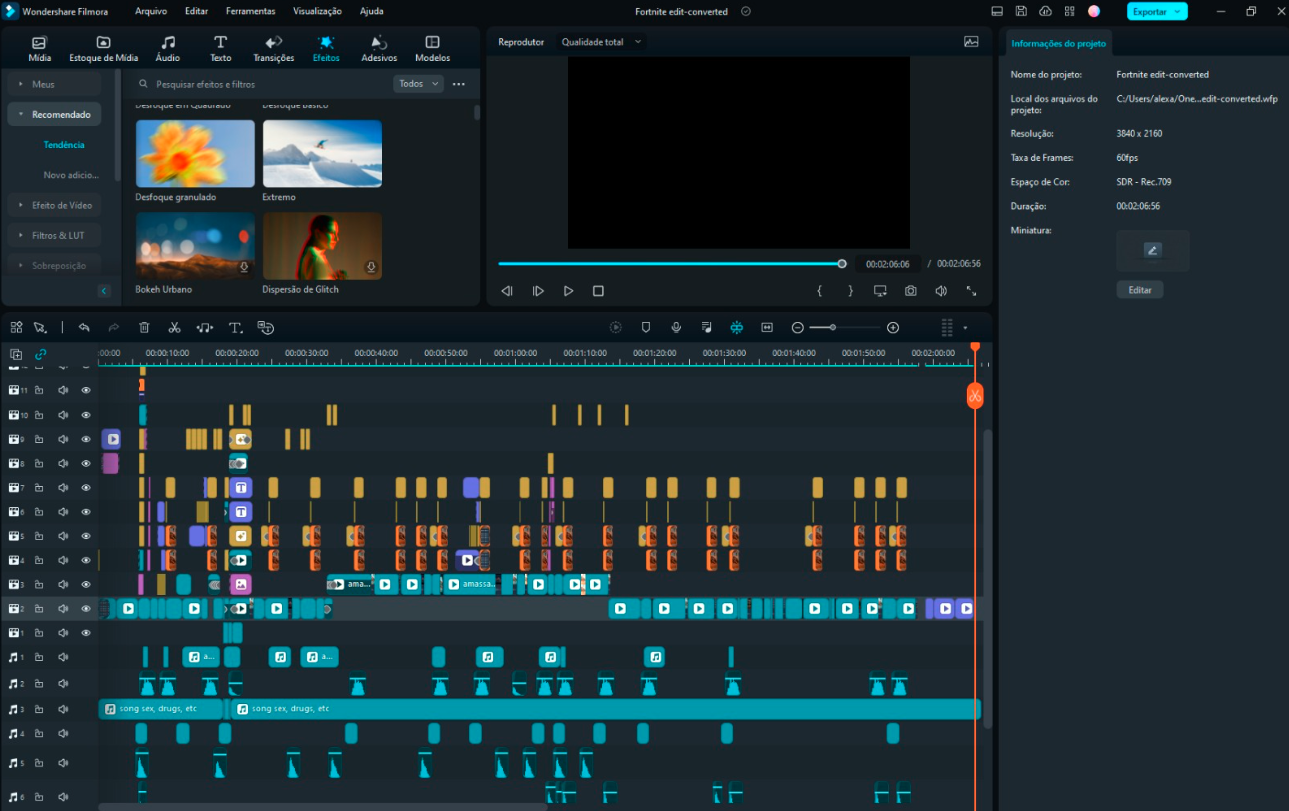 Wondershare Filmora
Arquivo
Editar
Ferramentas
Visualização
Ajuda
Fortnite edit-converted
Exportar
Mídia
Estoque de Mídia
Áudio
Texto
Transições
Efeitos
Adesivos
Modelos
Meus
Recomendado
Tendência
Novo adicio...
Efeito de Vídeo
Filtros & LUT
Sobreposição
Pesquisar efeitos e filtros
Todos
Desfoque em Quadrado
Desfoque básico
Desfoque granulado
Extremo
Bokeh Urbano
Dispersão de Glitch
Reprodutor
Qualidade total
00:02:06:06 / 00:02:06:56
Informações do projeto
Nome do projeto: Fortnite edit-converted
Local dos arquivos do C:/Users/alexa/One...edit-converted.wfp
projeto:
Resolução: 3840 x 2160
Taxa de Frames: 60fps
Espaço de Cor: SDR - Rec.709
Duração: 00:02:06:56
Miniatura:
Editar
:00:00 00:00:10:00 00:00:20:00 00:00:30:00 00:00:40:00 00:00:50:00 00:01:00:00 00:01:10:00 00:01:20:00 00:01:30:00 00:01:40:00 00:01:50:00 00:02:00:00
11
10
9
8
7
T
6
T
5
4
3 ama... amassa...
2
1
1 a... a...
2
3 song sex, drugs, etc song sex, drugs, etc
4
5
6